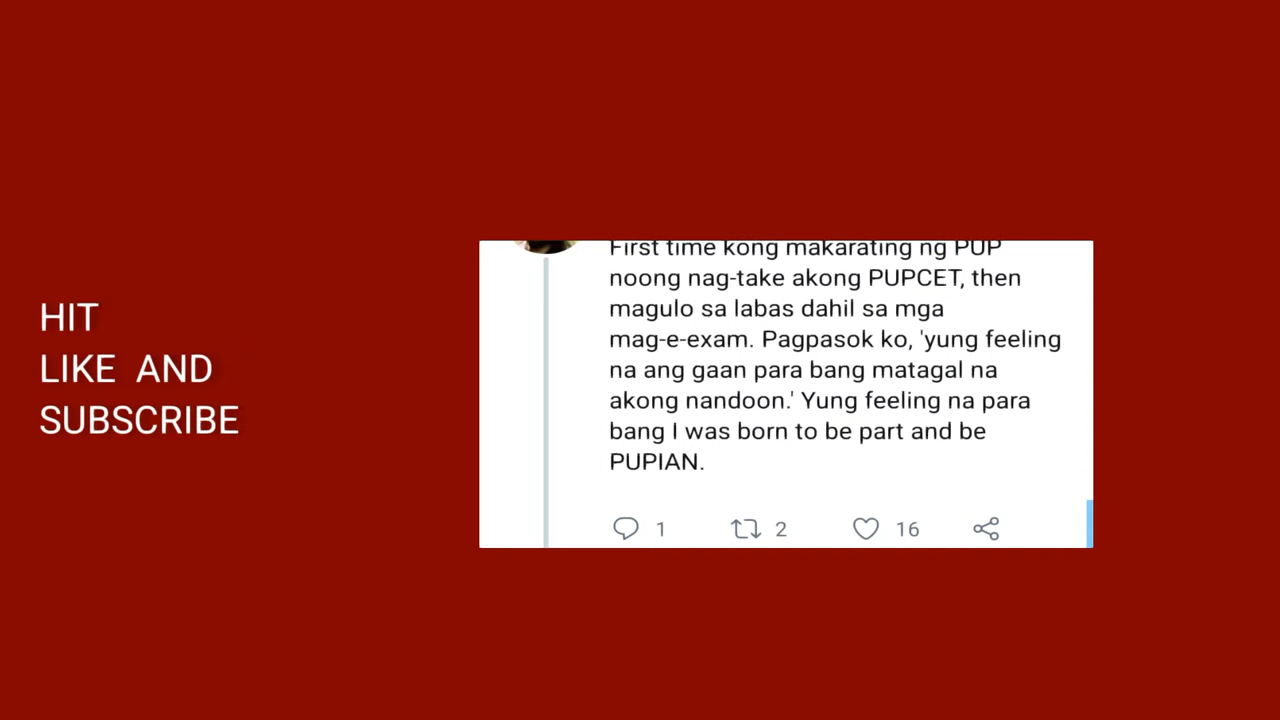 HIT
LIKE AND
SUBSCRIBE
First time kong makarating ng PUP
noong nag-take akong PUPCET, then
magulo sa labas dahil sa mga
mag-e-exam. Pagpasok ko, 'yung feeling
na ang gaan para bang matagal na
akong nandoon.' Yung feeling na para
bang I was born to be part and be
PUPIAN.
1 2 16